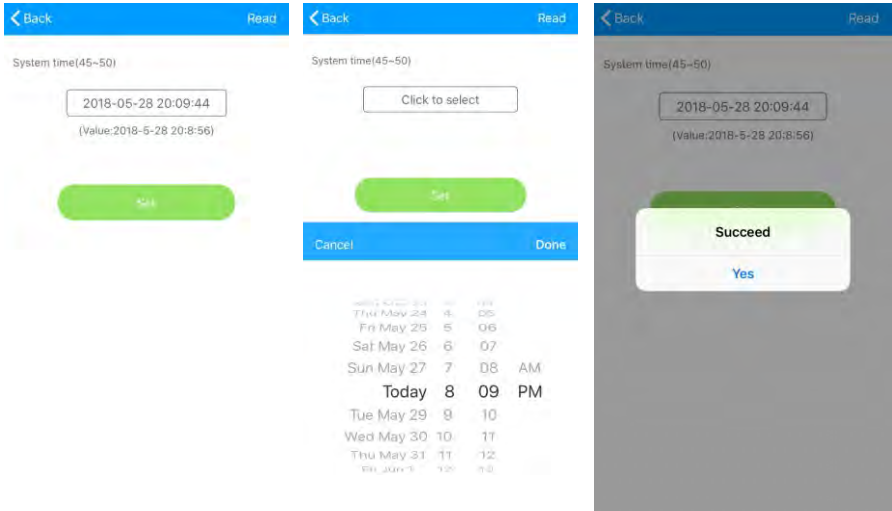 Back Read
System time(45~50)
2018-05-28 20:09:44
(Value:2018-5-28 20:8:56)
Set
Back Read
System time(45~50)
Click to select
Set
Cancel Done
Thu May 24 4 05
Fri May 25 5 06
Sat May 26 6 07
Sun May 27 7 08 AM
Today 8 09 PM
Tue May 29 9 10
Wed May 30 10 11
Thu May 31 11 12
Fri Jun 1 12
Back Read
System time(45~50)
2018-05-28 20:09:44
(Value:2018-5-28 20:8:56)
Succeed
Yes